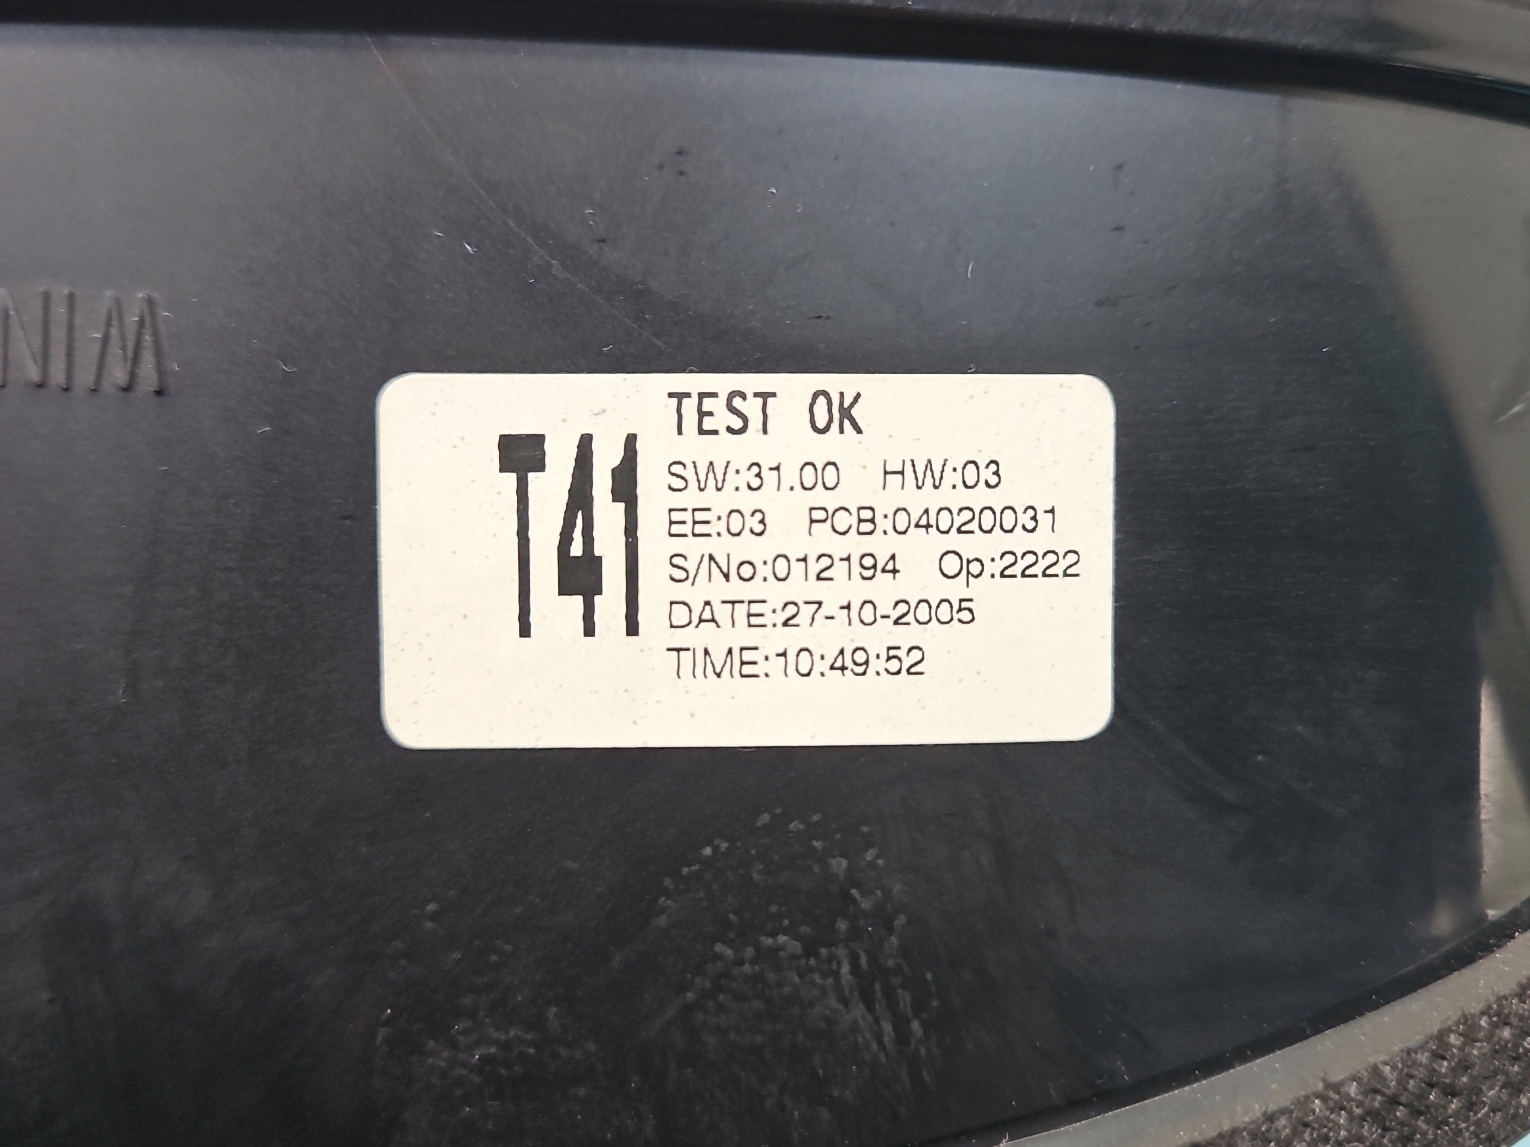 WIN
T41
TEST OK
SW:31.00 HW:03
EE:03 PCB:04020031
S/No:012194 Op:2222
DATE:27-10-2005
TIME:10:49:52